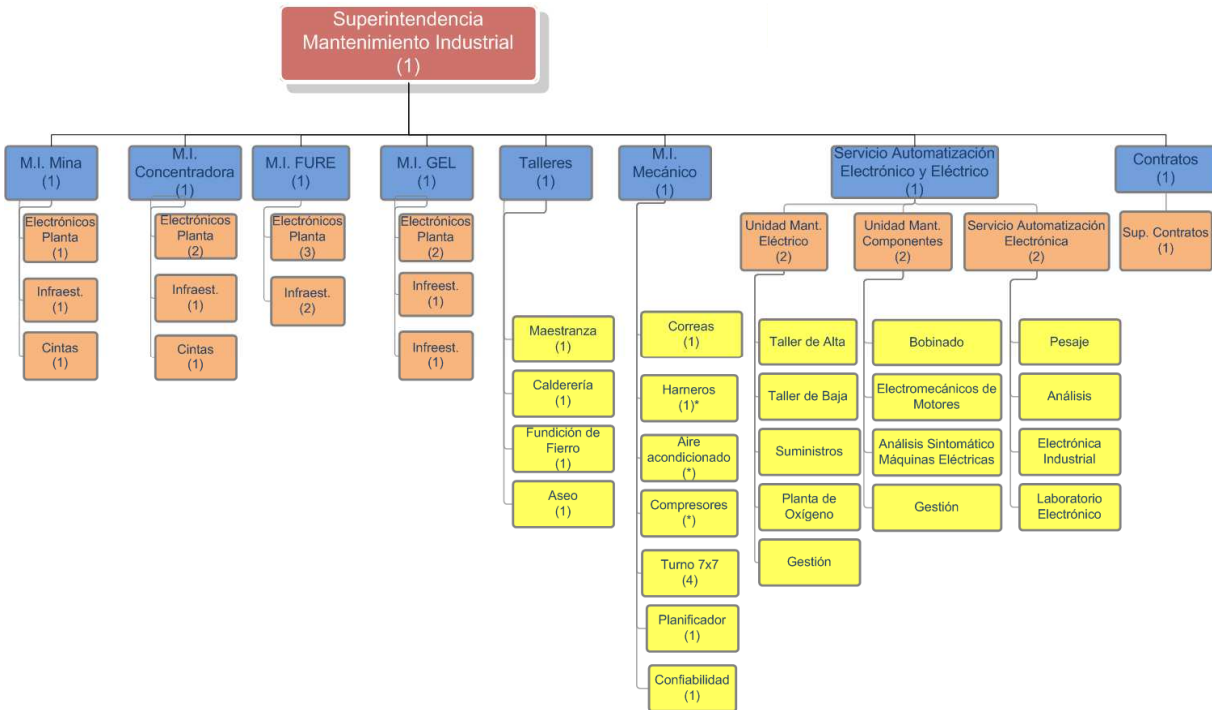 Superintendencia
Mantenimiento Industrial
(1)
M.I. Mina
(1)
M.I.
Concentradora
(1)
M.I. FURE
(1)
M.I. GEL
(1)
Talleres
(1)
M.I.
Mecánico
(1)
Servicio Automatización
Electrónico y Eléctrico
(1)
Contratos
(1)
Electrónicos
Planta
(1)
Infraest.
(1)
Cintas
(1)
Electrónicos
Planta
(2)
Infraest.
(1)
Cintas
(1)
Electrónicos
Planta
(3)
Infraest.
(2)
Electrónicos
Planta
(2)
Infreest.
(1)
Infreest.
(1)
Maestranza
(1)
Calderería
(1)
Fundición de
Fierro
(1)
Aseo
(1)
Correas
(1)
Harneros
(1)*
Aire
acondicionado
(*)
Compresores
(*)
Turno 7x7
(4)
Planificador
(1)
Confiabilidad
(1)
Unidad Mant.
Eléctrico
(2)
Taller de Alta
Taller de Baja
Suministros
Planta de
Oxígeno
Gestión
Unidad Mant.
Componentes
(2)
Bobinado
Electromecánicos de
Motores
Análisis Sintomático
Máquinas Eléctricas
Gestión
Servicio Automatización
Electrónica
(2)
Pesaje
Análisis
Electrónica
Industrial
Laboratorio
Electrónico
Sup. Contratos
(1)